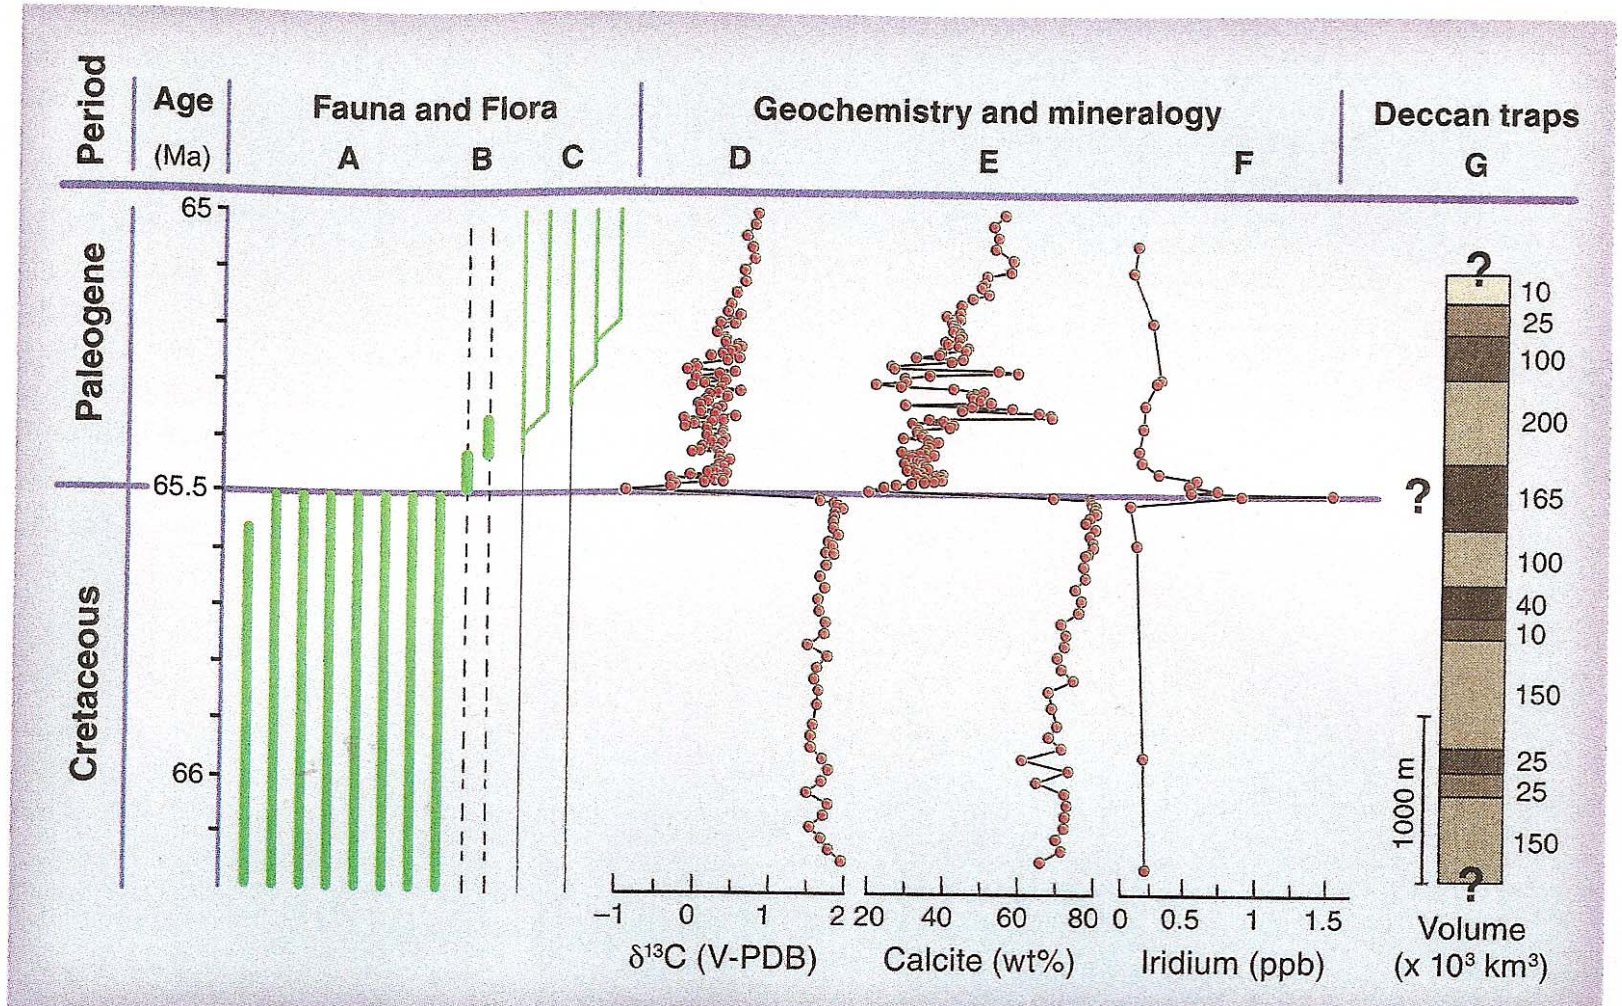 Period
Age
(Ma)
Fauna and Flora
A B C
Geochemistry and mineralogy
D E F
Deccan traps
G
Paleogene
Cretaceous
65
65.5
66
?
10
25
100
200
?
165
100
40
10
150
25
25
150
?
1000 m
–1 0 1 2
δ¹³C (V-PDB)
20 40 60 80
Calcite (wt%)
0 0.5 1 1.5
Iridium (ppb)
Volume
(x 10³ km³)